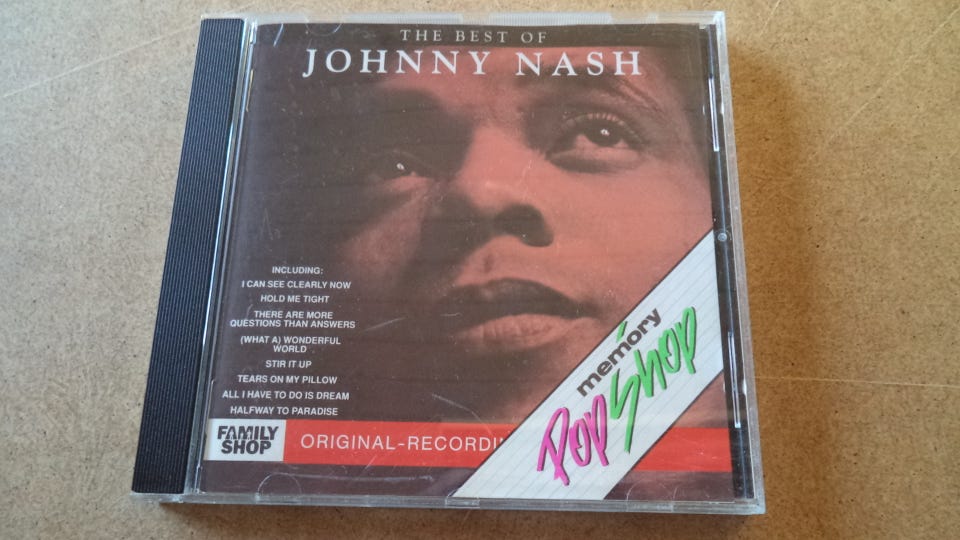 THE BEST OF
JOHNNY NASH
INCLUDING:
I CAN SEE CLEARLY NOW
HOLD ME TIGHT
THERE ARE MORE
QUESTIONS THAN ANSWERS
(WHAT A) WONDERFUL
WORLD
STIR IT UP
TEARS ON MY PILLOW
ALL I HAVE TO DO IS DREAM
HALFWAY TO PARADISE
FAMILY
SHOP
ORIGINAL-RECORDIN
memory
Pop Shop